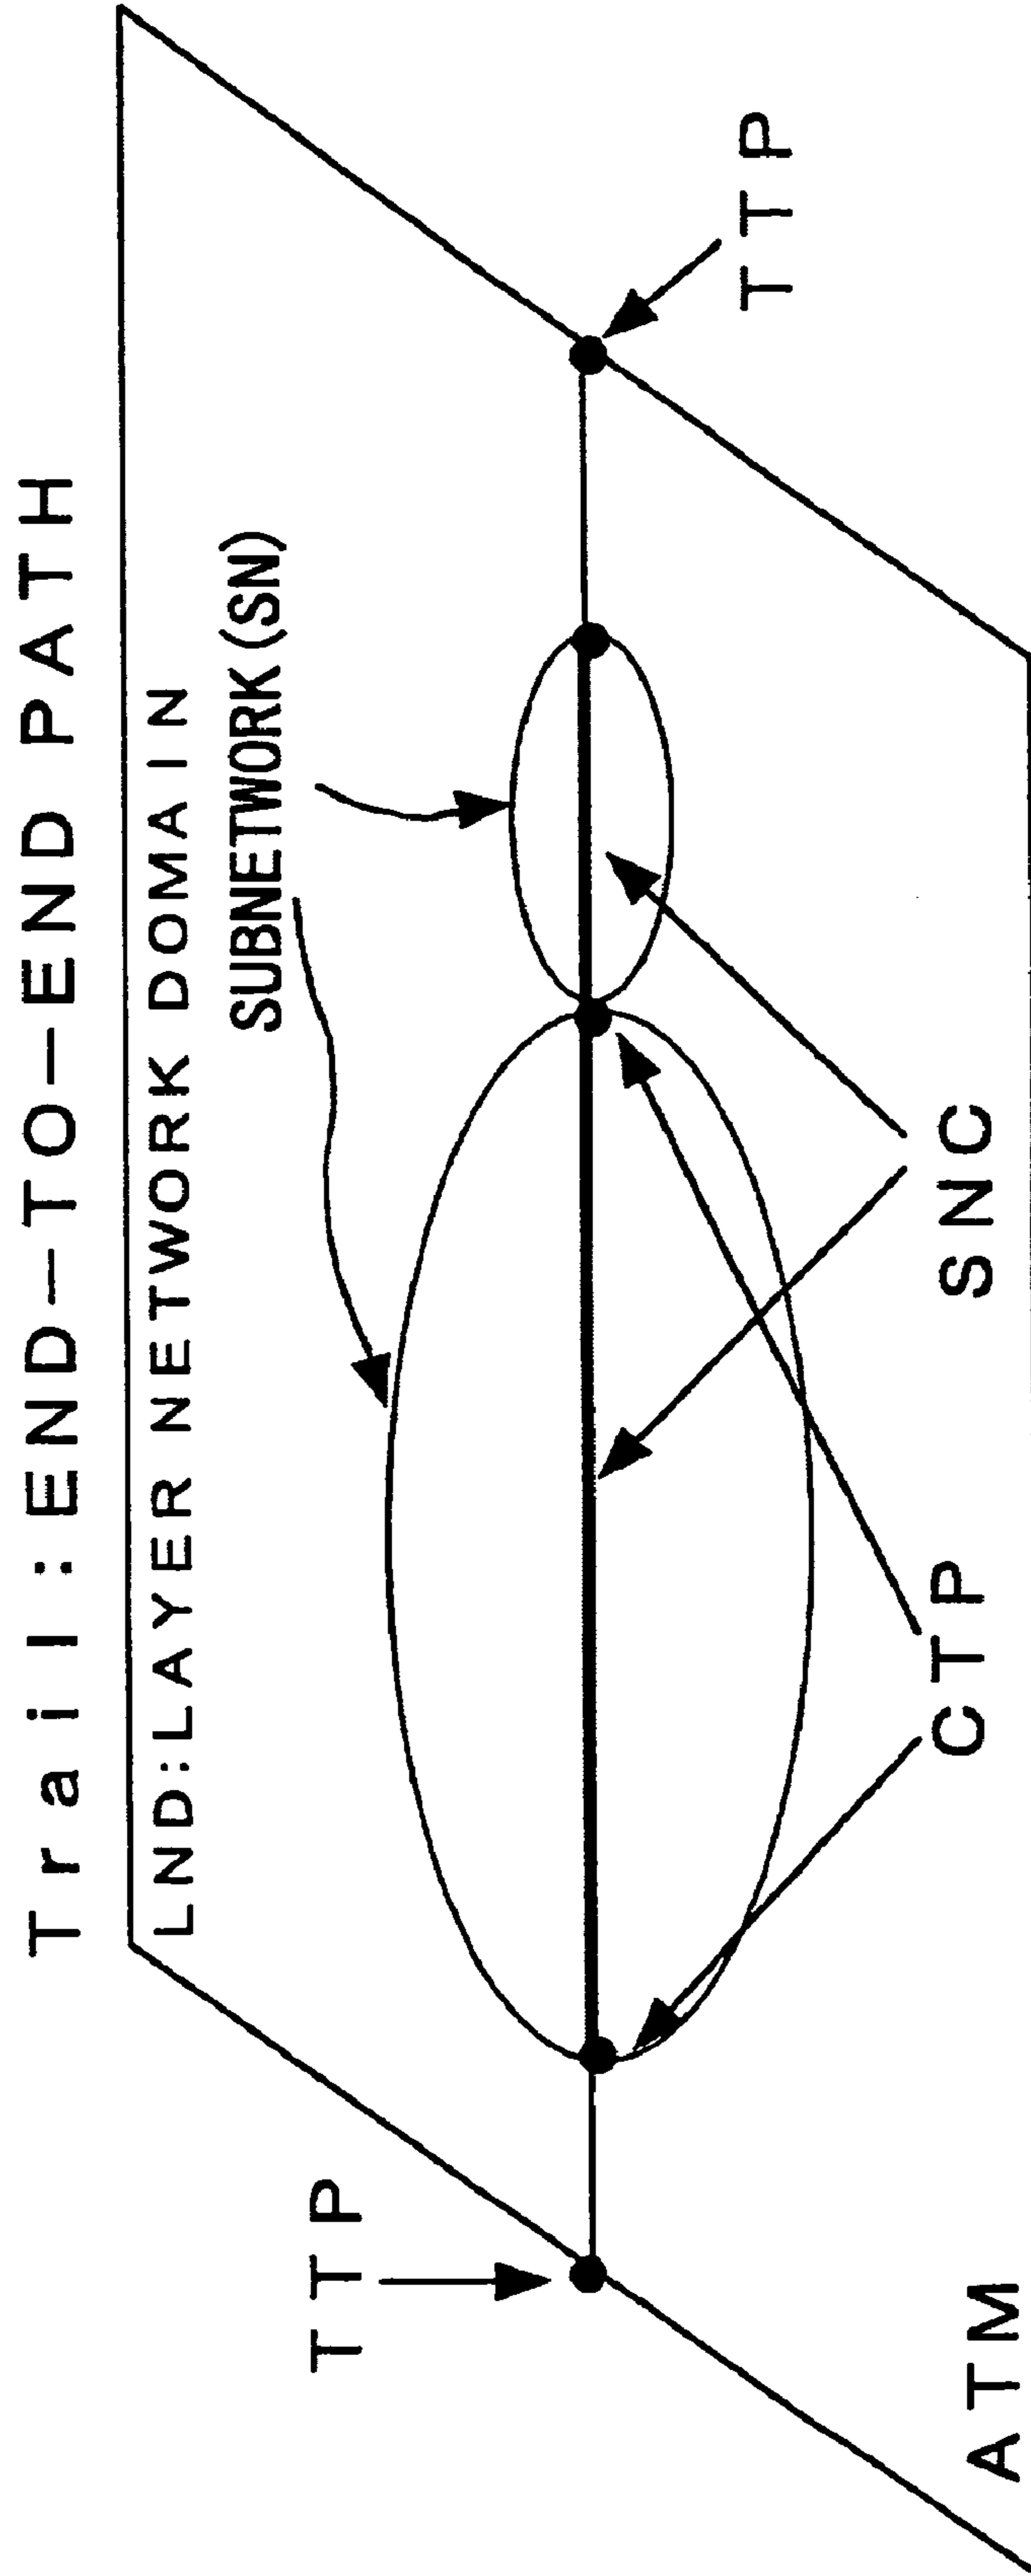 Trail:END-TO-END PATH
LND:LAYER NETWORK DOMAIN
SUBNETWORK(SN)
TTP
TTP
CTP
SNC
ATM